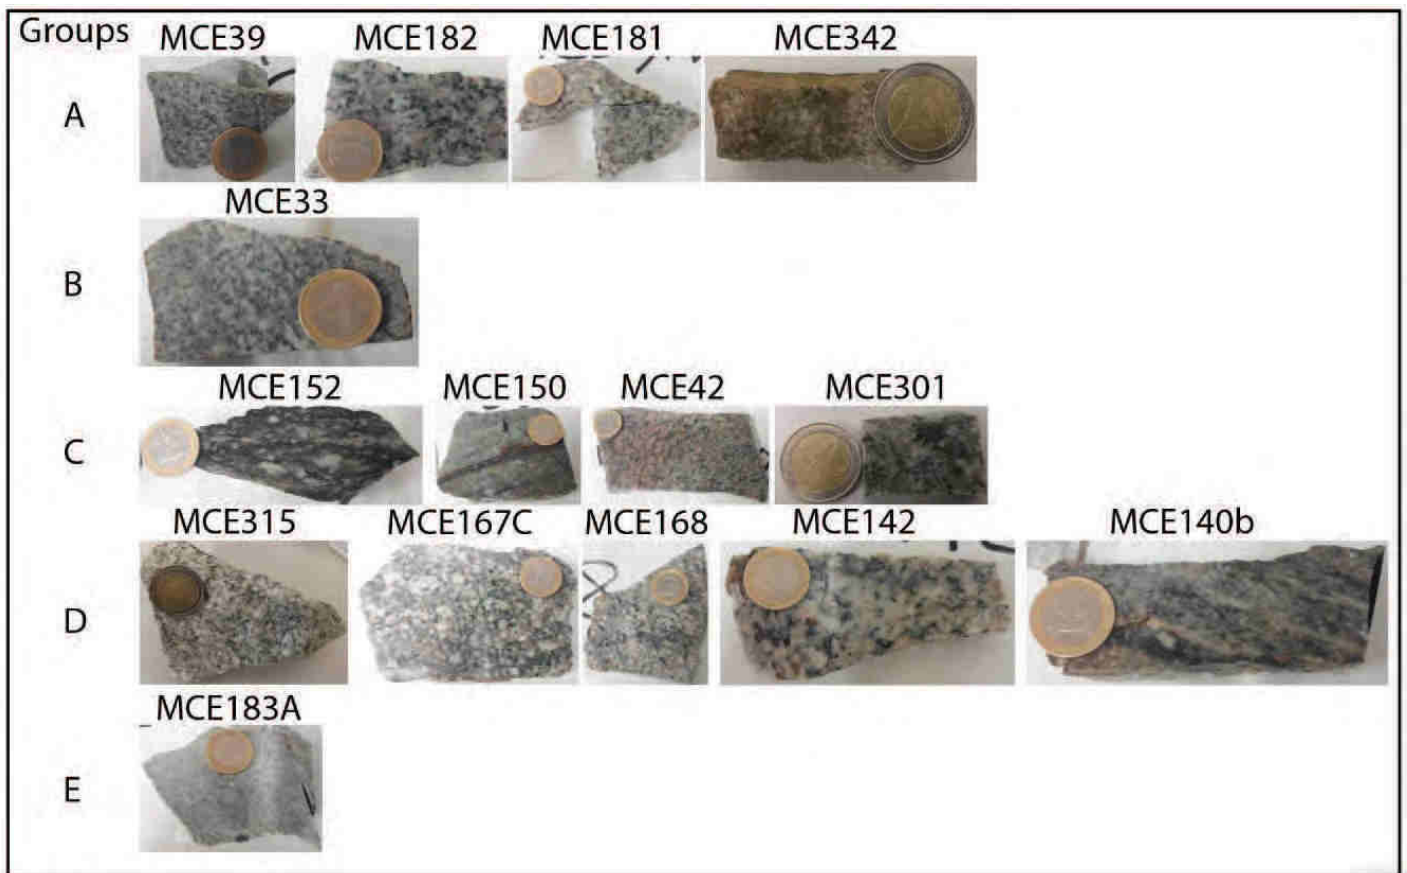 Groups
MCE39 MCE182 MCE181 MCE342
A
MCE33
B
MCE152 MCE150 MCE42 MCE301
C
MCE315 MCE167C MCE168 MCE142 MCE140b
D
MCE183A
E